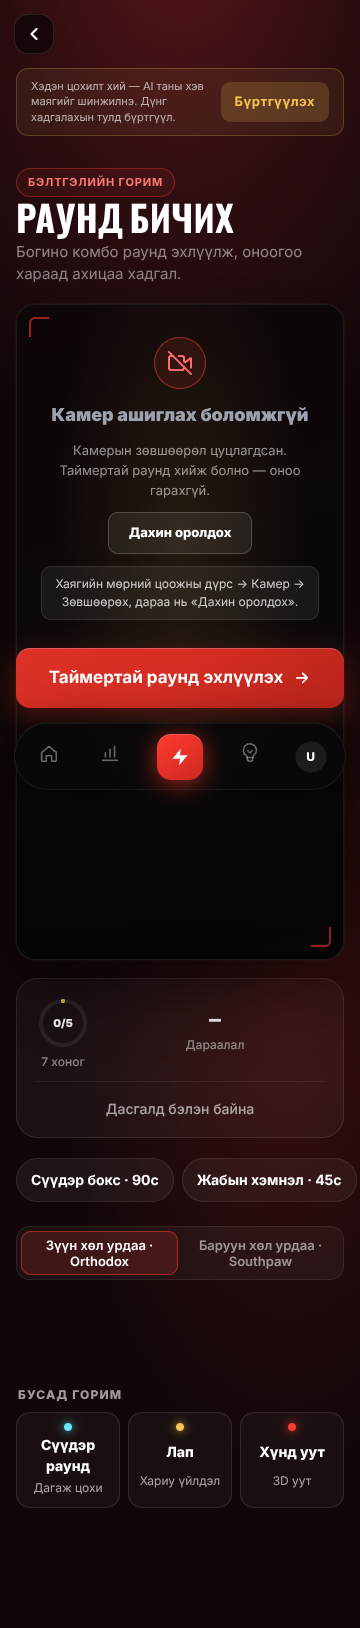 Хэдэн цохилт хий — AI таны хэв
маягийг шинжилнэ. Дүнг
хадгалахын тулд бүртгүүл.
Бүртгүүлэх
БЭЛТГЭЛИЙН ГОРИМ
РАУНД БИЧИХ
Богино комбо раунд эхлүүлж, оноогоо
хараад ахицаа хадгал.
Камер ашиглах боломжгүй
Камерын зөвшөөрөл цуцлагдсан.
Таймертай раунд хийж болно — оноо
гарахгүй.
Дахин оролдох
Хаягийн мөрний цоожны дүрс → Камер →
Зөвшөөрөх, дараа нь «Дахин оролдох».
Таймертай раунд эхлүүлэх →
U
0/5
–
7 хоног
Дараалал
Дасгалд бэлэн байна
Сүүдэр бокс · 90с
Жабын хэмнэл · 45с
Зүүн хөл урдаа ·
Orthodox
Баруун хөл урдаа ·
Southpaw
БУСАД ГОРИМ
Сүүдэр
раунд
Дагаж цохи
Лап
Хариу үйлдэл
Хүнд уут
3D уут